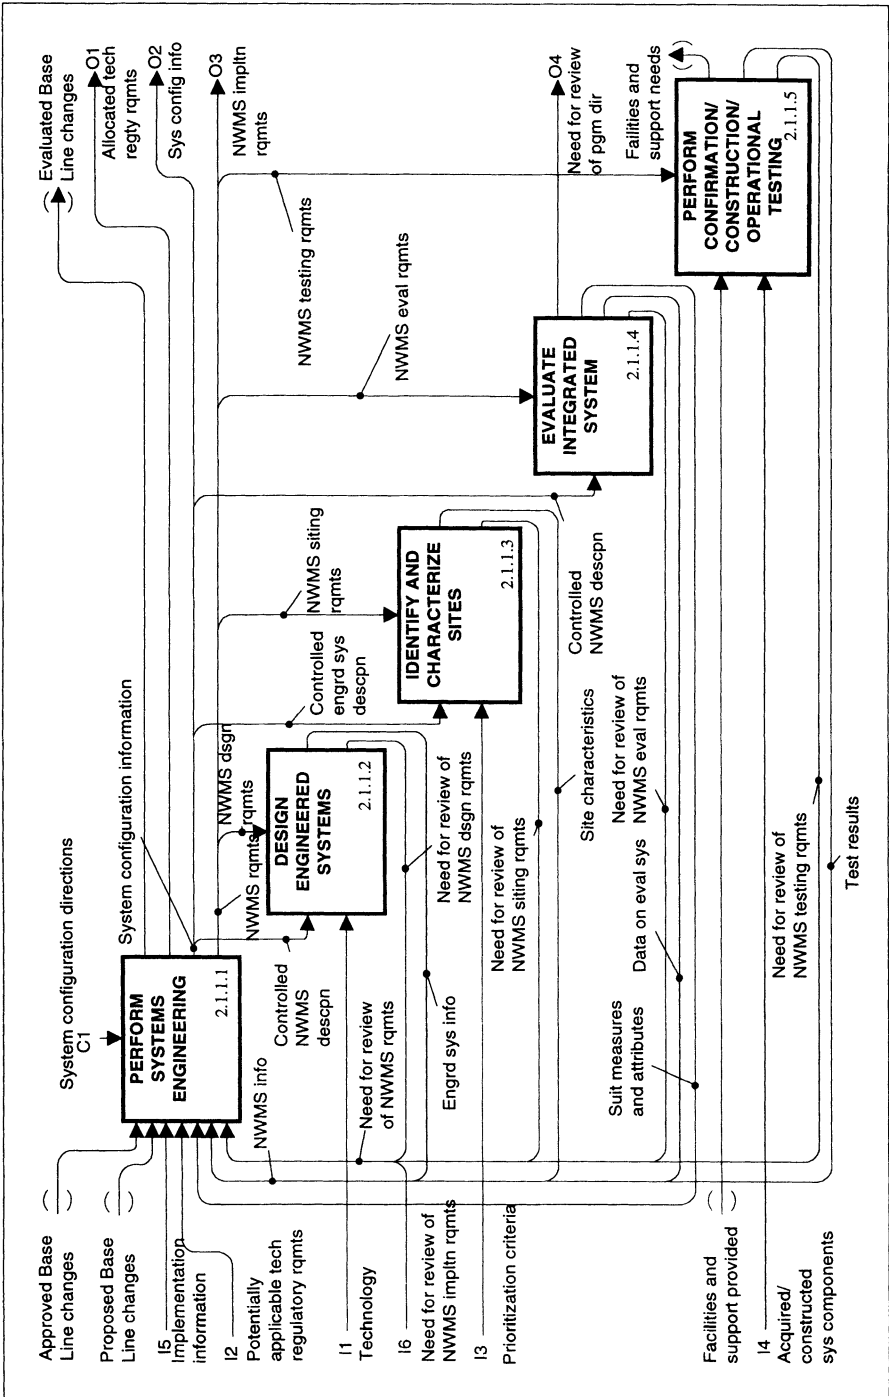 System configuration directions
C1
System configuration information
Evaluated Base
Line changes
O1
Allocated tech
regty rqmts
O2
Sys config info
O3
NWMS impltn
rqmts
O4
Need for review
of pgm dir
Failities and
support needs
Approved Base
Line changes
Proposed Base
Line changes
I5
Implementation
information
I2
Potentially
applicable tech
regulatory rqmts
I1
Technology
I6
Need for review of
NWMS impltn rqmts
I3
Prioritization criteria
Facilities and
support provided
I4
Acquired/
constructed
sys components
PERFORM
SYSTEMS
ENGINEERING
2.1.1.1
NWMS info
Controlled
NWMS
descpn
NWMS rqmts
NWMS dsgn
rqmts
DESIGN
ENGINEERED
SYSTEMS
2.1.1.2
Need for review
of NWMS rqmts
Engrd sys info
Need for review of
NWMS dsgn rqmts
Controlled
engrd sys
descpn
NWMS siting
rqmts
IDENTIFY AND
CHARACTERIZE
SITES
2.1.1.3
Need for review of
NWMS siting rqmts
Site characteristics
Controlled
NWMS descpn
NWMS eval rqmts
EVALUATE
INTEGRATED
SYSTEM
2.1.1.4
Need for review of
NWMS eval rqmts
Data on eval sys
Suit measures
and attributes
NWMS testing rqmts
PERFORM
CONFIRMATION/
CONSTRUCTION/
OPERATIONAL
TESTING
2.1.1.5
Need for review of
NWMS testing rqmts
Test results